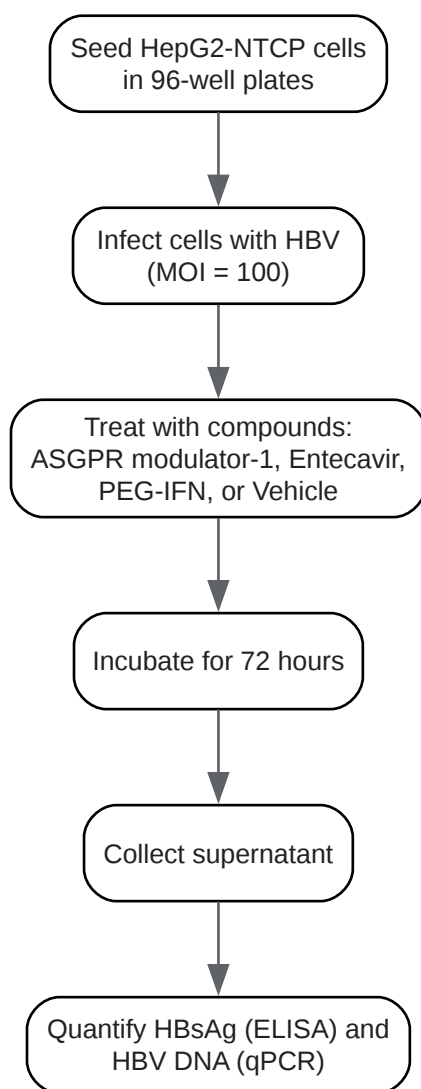 Seed HepG2-NTCP cells
in 96-well plates
Infect cells with HBV
(MOI = 100)
Treat with compounds:
ASGPR modulator-1, Entecavir,
PEG-IFN, or Vehicle
Incubate for 72 hours
Collect supernatant
Quantify HBsAg (ELISA) and
HBV DNA (qPCR)